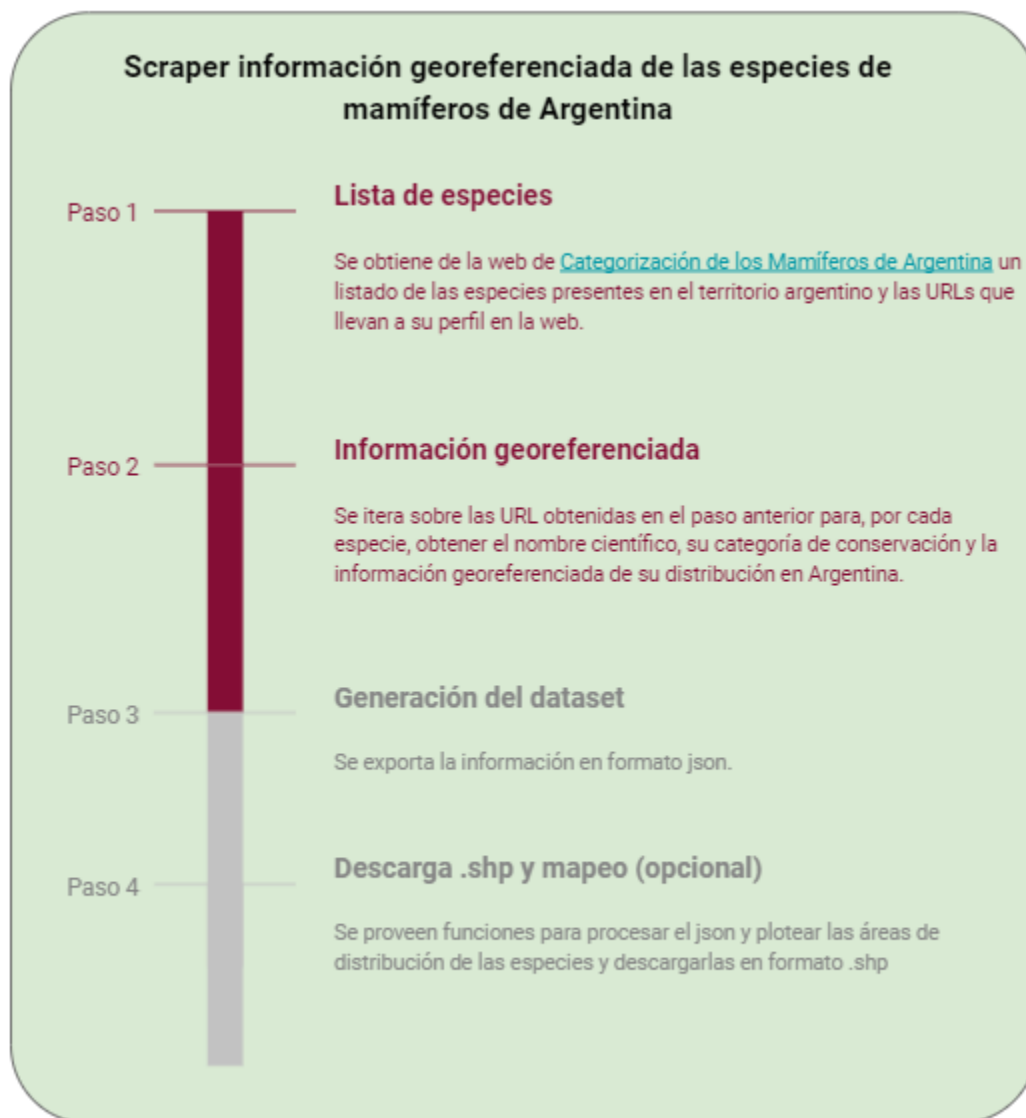 Scraper información georeferenciada de las especies de
mamíferos de Argentina
Paso 1
Lista de especies
Se obtiene de la web de Categorización de los Mamíferos de Argentina un
listado de las especies presentes en el territorio argentino y las URLs que
llevan a su perfil en la web.
Paso 2
Información georeferenciada
Se itera sobre las URL obtenidas en el paso anterior para, por cada
especie, obtener el nombre científico, su categoría de conservación y la
información georeferenciada de su distribución en Argentina.
Paso 3
Generación del dataset
Se exporta la información en formato json.
Paso 4
Descarga .shp y mapeo (opcional)
Se proveen funciones para procesar el json y plotear las áreas de
distribución de las especies y descargarlas en formato .shp